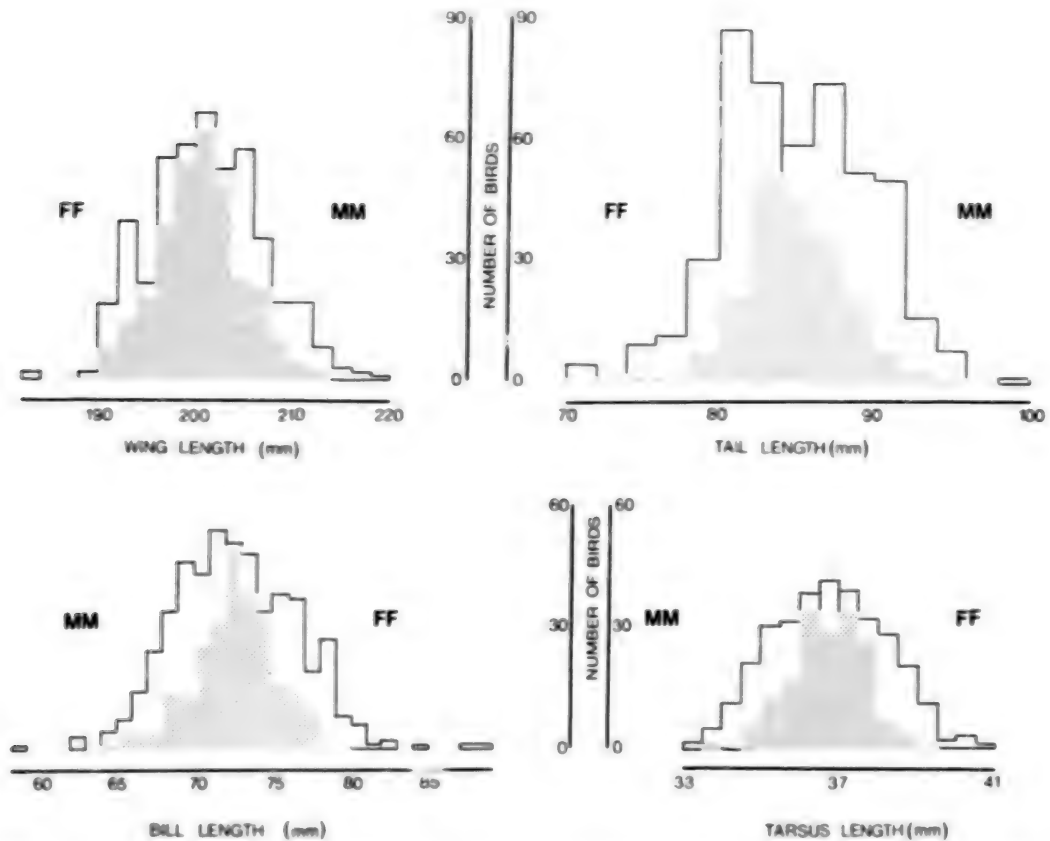 90
90
60
60
30
30
0
0
NUMBER OF BIRDS
FF
MM
190 200 210 220
WING LENGTH (mm)
FF
MM
70 80 90 100
TAIL LENGTH (mm)
MM
FF
60 65 70 75 80 85
BILL LENGTH (mm)
60
60
30
30
0
0
NUMBER OF BIRDS
MM
FF
33 37 41
TARSUS LENGTH (mm)